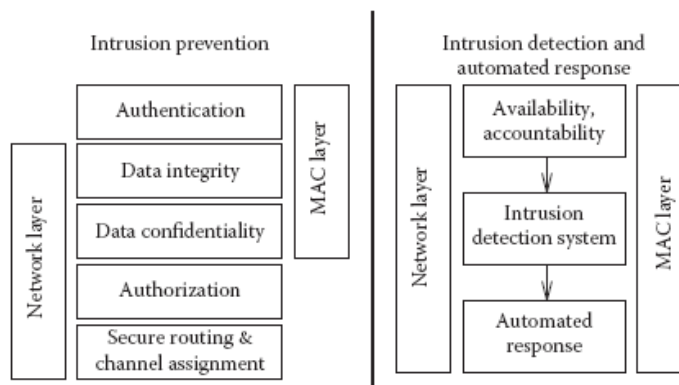 Intrusion prevention
Authentication
Data integrity
Data confidentiality
Authorization
Secure routing &
channel assignment
Network layer
MAC layer
Intrusion detection and
automated response
Network layer
Availability,
accountability
Intrusion
detection system
Automated
response
MAC layer